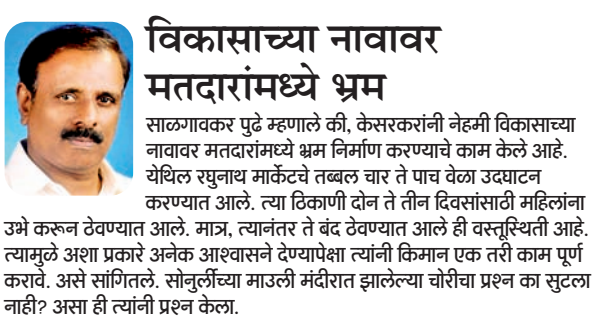 विकासाच्या नावावर
मतदारांमध्ये भ्रम
साळगावकर पुढे म्हणाले की, केसरकरांनी नेहमी विकासाच्या
नावावर मतदारांमध्ये भ्रम निर्माण करण्याचे काम केले आहे.
येथिल रघुनाथ मार्केटचे तब्बल चार ते पाच वेळा उदघाटन
करण्यात आले. त्या ठिकाणी दोन ते तीन दिवसांसाठी महिलांना
उभे करून ठेवण्यात आले. मात्र, त्यानंतर ते बंद ठेवण्यात आले ही वस्तूस्थिती आहे.
त्यामुळे अशा प्रकारे अनेक आश्वासने देण्यापेक्षा त्यांनी किमान एक तरी काम पूर्ण
करावे. असे सांगितले. सोनुर्लीच्या माउली मंदीरात झालेल्या चोरीचा प्रश्न का सुटला
नाही? असा ही त्यांनी प्रश्न केला.